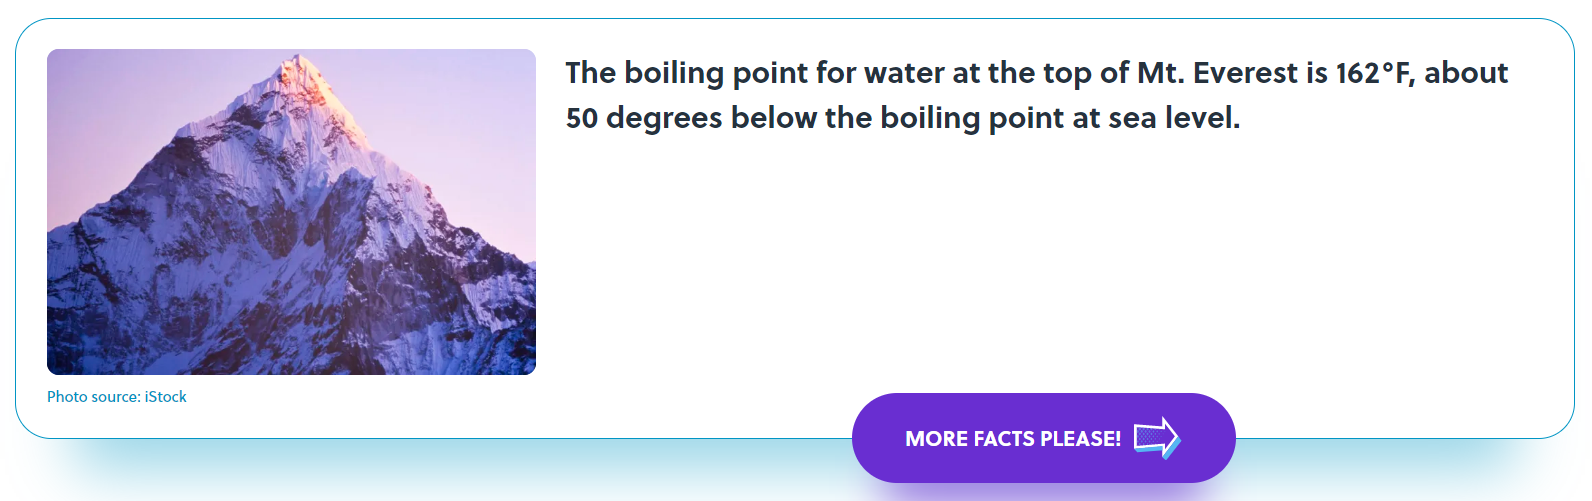 The boiling point for water at the top of Mt. Everest is 162°F, about
50 degrees below the boiling point at sea level.
Photo source: iStock
MORE FACTS PLEASE!